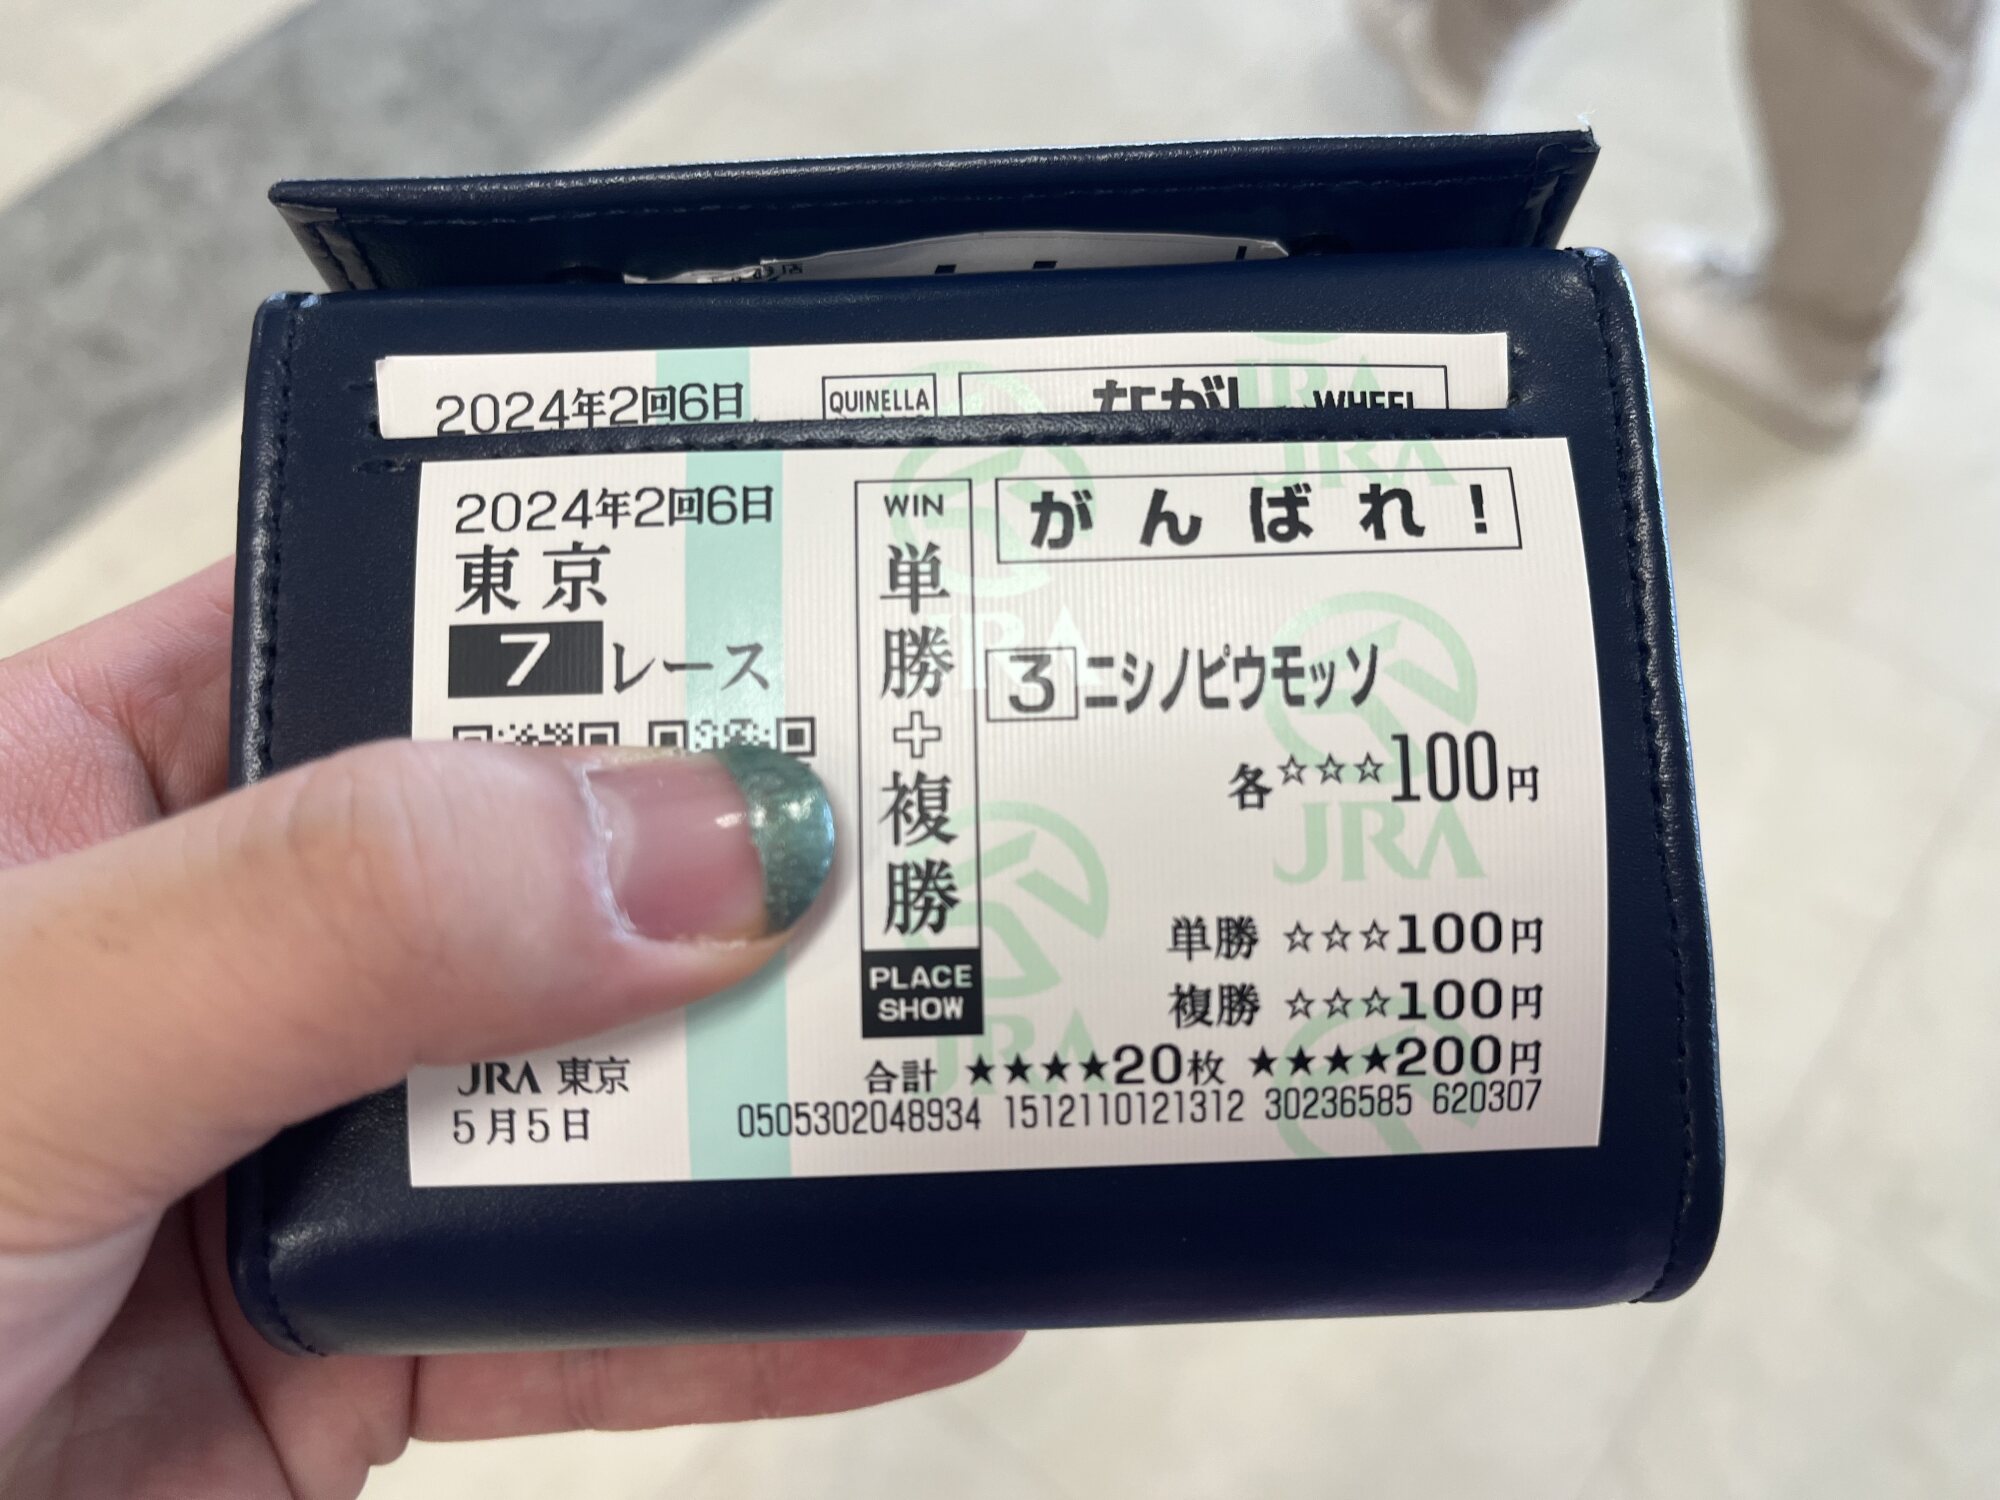 2024年2回6日
QUINELLA
ながし WHEEL
2024年2回6日
東京
7レース
WIN
単勝+複勝
PLACE
SHOW
がんばれ!
3 ニシノピウモッソ
各☆☆☆100円
単勝 ☆☆☆100円
複勝 ☆☆☆100円
合計 ★★★★20枚 ★★★★200円
0505302048934 1512110121312 30236585 620307
JRA 東京
5月5日
JRA
JRA
JRA
JRA